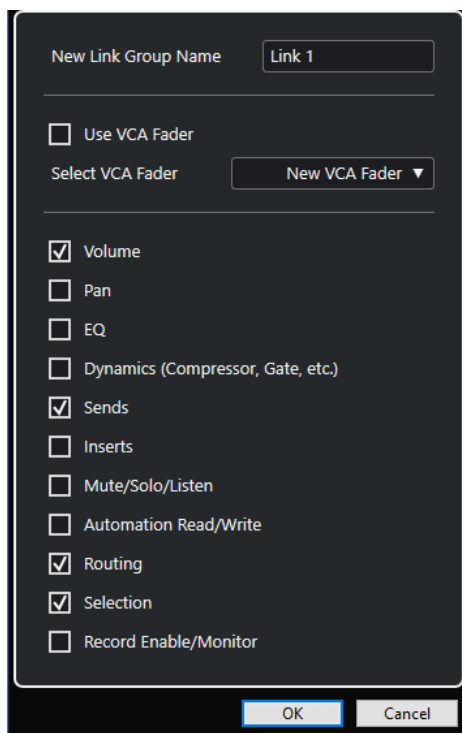 New Link Group Name Link 1
Use VCA Fader
Select VCA Fader New VCA Fader
Volume
Pan
EQ
Dynamics (Compressor, Gate, etc.)
Sends
Inserts
Mute/Solo/Listen
Automation Read/Write
Routing
Selection
Record Enable/Monitor
OK Cancel